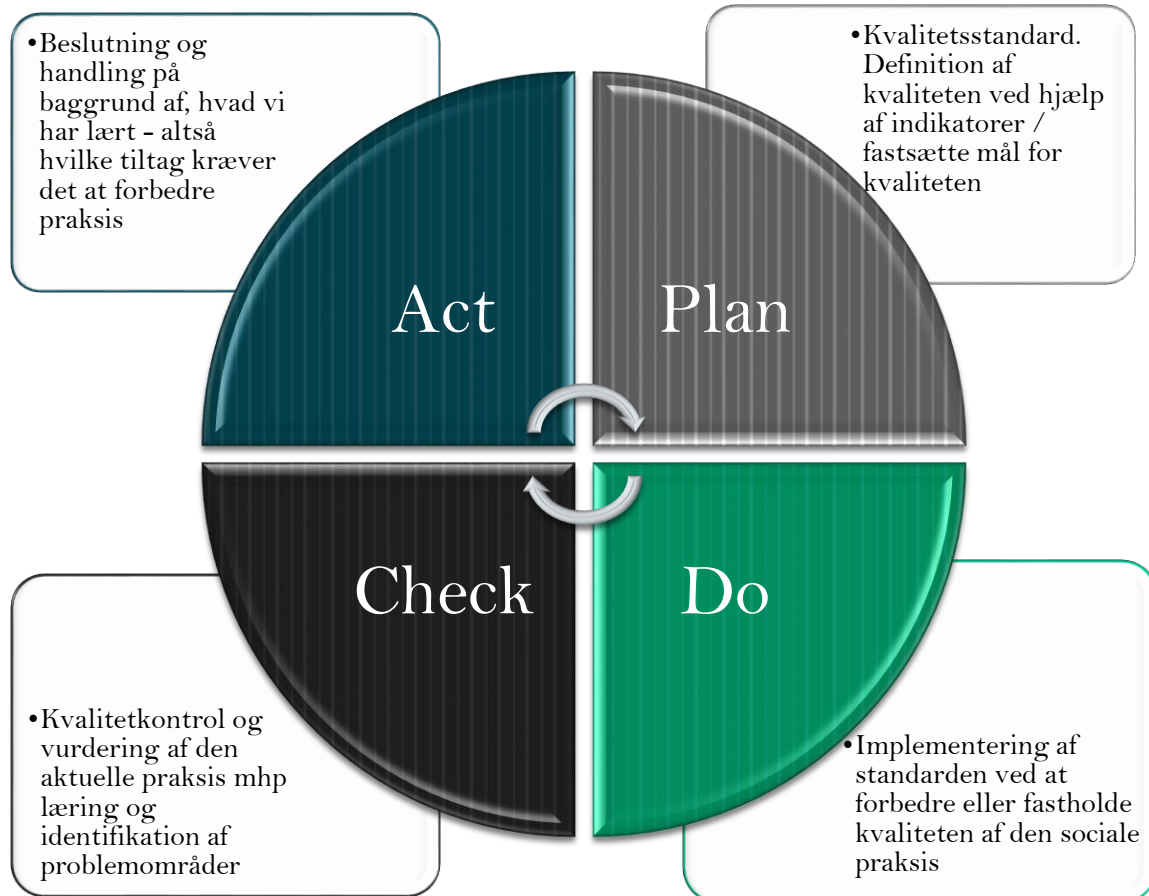 •Beslutning og
handling på
baggrund af, hvad vi
har lært - altså
hvilke tiltag kræver
det at forbedre
praksis
•Kvalitetsstandard.
Definition af
kvaliteten ved hjælp
af indikatorer /
fastsætte mål for
kvaliteten
Act
Plan
Check
Do
•Kvalitetkontrol og
vurdering af den
aktuelle praksis mhp
læring og
identifikation af
problemområder
•Implementering af
standarden ved at
forbedre eller fastholde
kvaliteten af den sociale
praksis